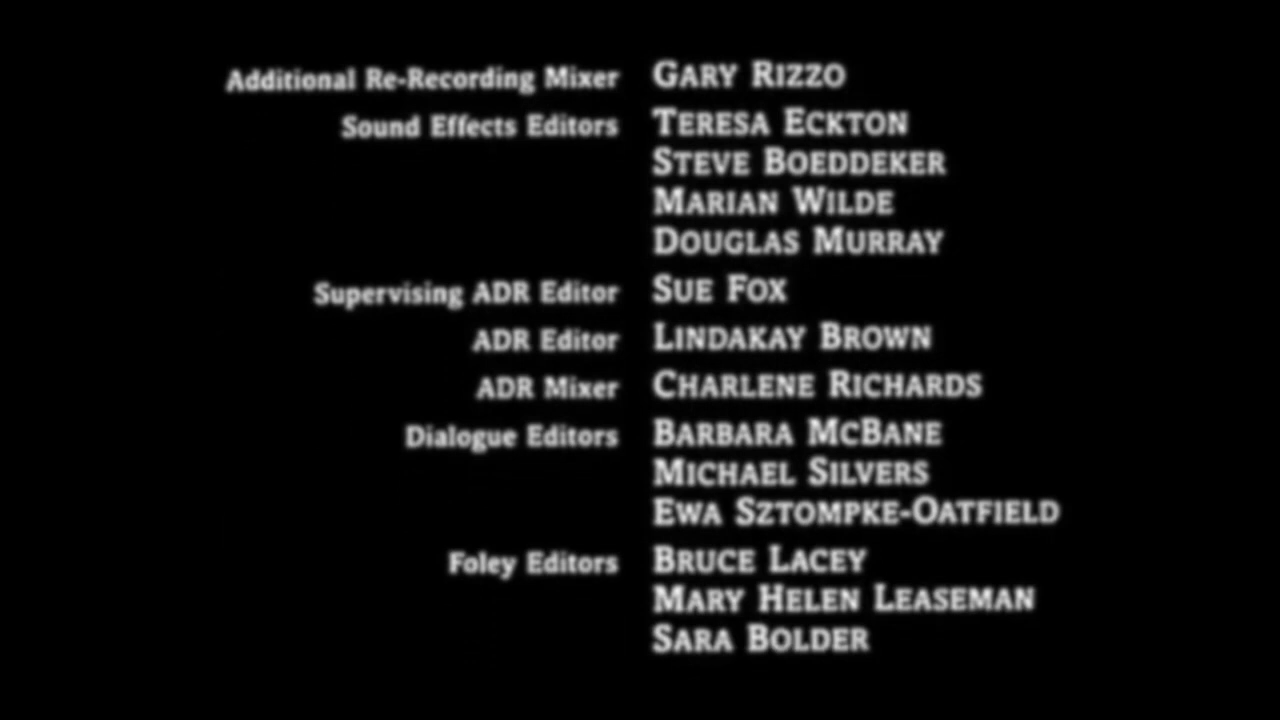 Additional Re-Recording Mixer GARY RIZZO
Sound Effects Editors TERESA ECKTON
STEVE BOEDDEKER
MARIAN WILDE
DOUGLAS MURRAY
Supervising ADR Editor SUE FOX
ADR Editor LINDAKAY BROWN
ADR Mixer CHARLENE RICHARDS
Dialogue Editors BARBARA MCBANE
MICHAEL SILVERS
EWA SZTOMPKE-OATFIELD
Foley Editors BRUCE LACEY
MARY HELEN LEASEMAN
SARA BOLDER